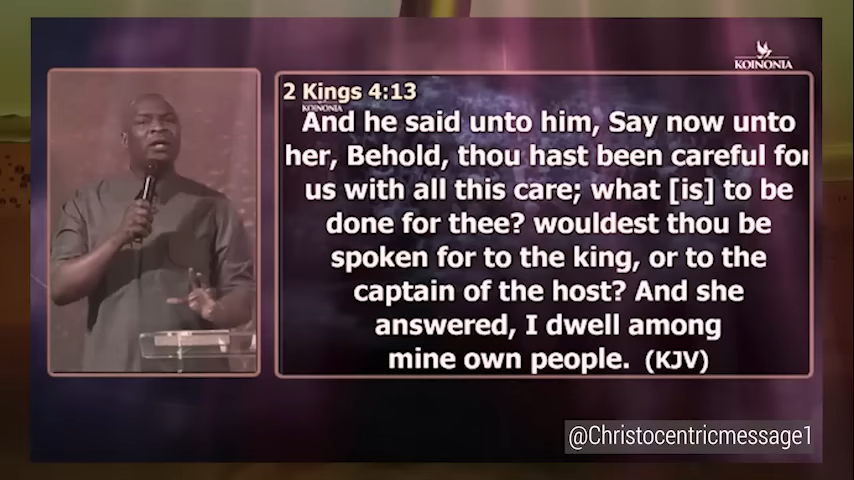 KOINONIA
2 Kings 4:13
KOINONIA
And he said unto him, Say now unto
her, Behold, thou hast been careful for
us with all this care; what [is] to be
done for thee? wouldest thou be
spoken for to the king, or to the
captain of the host? And she
answered, I dwell among
mine own people. (KJV)
@Christocentricmessage1